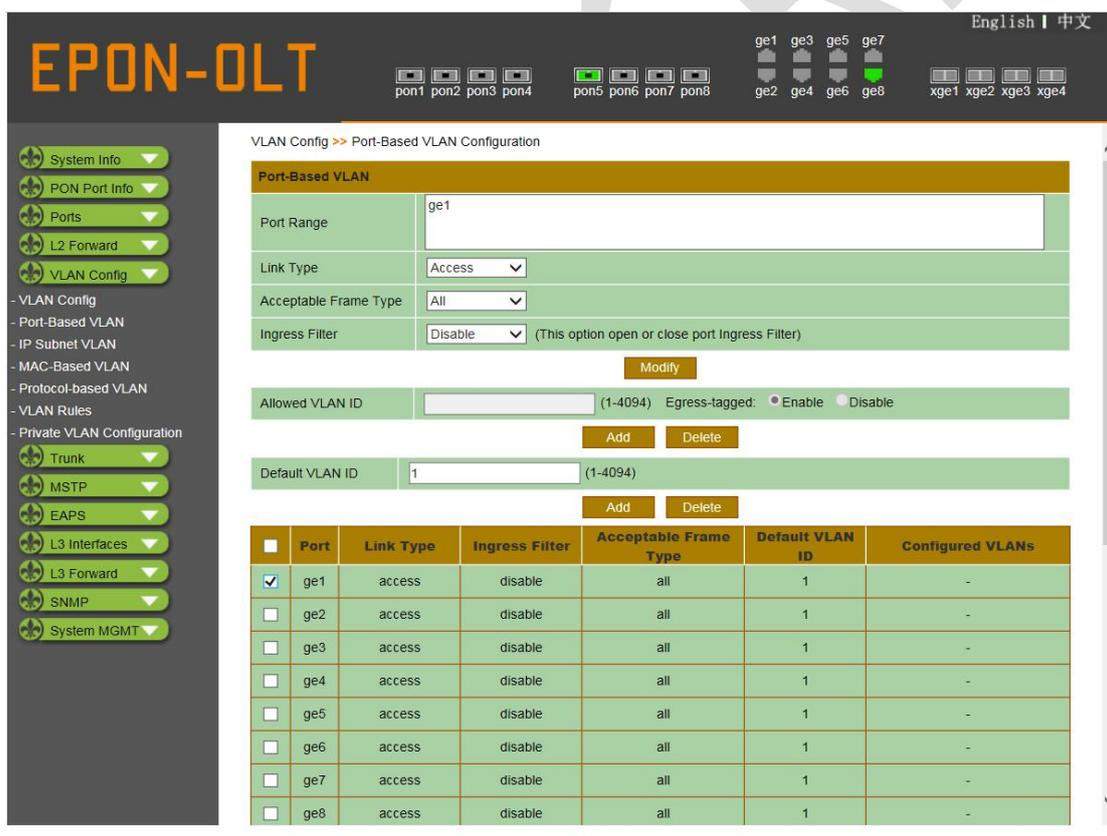 English | 中文
EPON-OLT
ge1 ge3 ge5 ge7
pon1 pon2 pon3 pon4 pon5 pon6 pon7 pon8 ge2 ge4 ge6 ge8 xge1 xge2 xge3 xge4
System Info
PON Port Info
Ports
L2 Forward
VLAN Config
- VLAN Config
- Port-Based VLAN
- IP Subnet VLAN
- MAC-Based VLAN
- Protocol-based VLAN
- VLAN Rules
- Private VLAN Configuration
Trunk
MSTP
EAPS
L3 Interfaces
L3 Forward
SNMP
System MGMT
VLAN Config >> Port-Based VLAN Configuration
Port-Based VLAN
Port Range ge1
Link Type Access
Acceptable Frame Type All
Ingress Filter Disable (This option open or close port Ingress Filter)
Modify
Allowed VLAN ID (1-4094) Egress-tagged: Enable Disable
Add Delete
Default VLAN ID 1 (1-4094)
Add Delete
Port Link Type Ingress Filter Acceptable Frame Type Default VLAN ID Configured VLANs
ge1 access disable all 1 -
ge2 access disable all 1 -
ge3 access disable all 1 -
ge4 access disable all 1 -
ge5 access disable all 1 -
ge6 access disable all 1 -
ge7 access disable all 1 -
ge8 access disable all 1 -